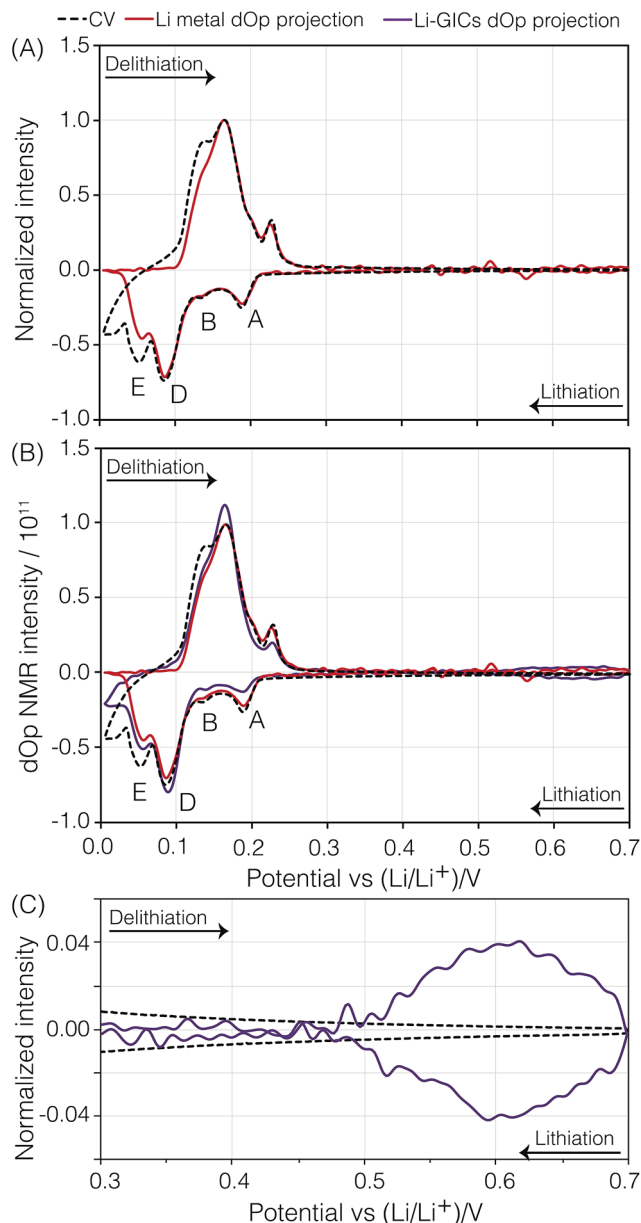 CV Li metal dOp projection Li-GICs dOp projection
(A)
Delithiation
1.5
1.0
0.5
0.0
-0.5
-1.0
Normalized intensity
B
A
E
D
Lithiation
(B)
Delithiation
1.5
1.0
0.5
0.0
-0.5
-1.0
dOp NMR intensity / 10¹¹
B
A
E
D
Lithiation
0.0 0.1 0.2 0.3 0.4 0.5 0.6 0.7
Potential vs (Li/Li⁺)/V
(C)
Delithiation
0.04
0.00
-0.04
Normalized intensity
Lithiation
0.3 0.4 0.5 0.6 0.7
Potential vs (Li/Li⁺)/V